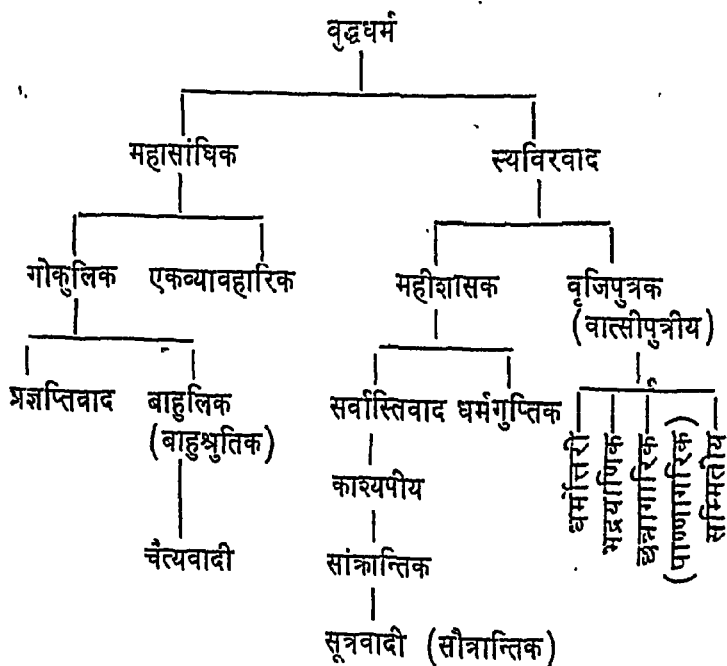 वुद्धधर्म
महासांघिक स्यविरवाद
गोकुलिक एकव्यावहारिक महीशासक वृजिपुत्रक
(वात्सीपुत्रीय)
प्रज्ञप्तिवाद बाहुलिक सर्वास्तिवाद धर्मगुप्तिक
(बाहुश्रुतिक)
धर्मोत्तरी
भद्रयाणिक
छन्नागारिक
(पाण्णागरिक)
सम्मितीय
काश्यपीय
चैत्यवादी सांक्रान्तिक
सूत्रवादी (सौत्रान्तिक)